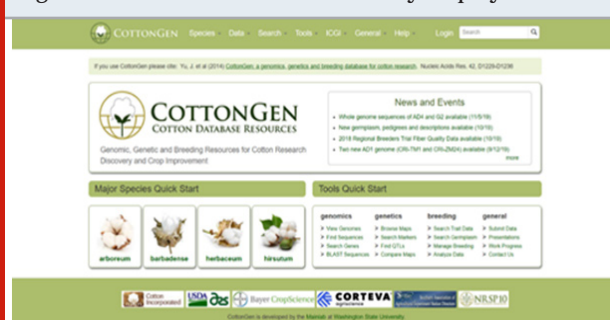 COTTONGEN Species Data Search Tools ICGI General Help Login Search
If you use CottonGen please cite: Yu, J. et al (2014) CottonGen: a genomics, genetics and breeding database for cotton research. Nucleic Acids Res. 42, D1229-D1236
COTTONGEN
COTTON DATABASE RESOURCES
Genomic, Genetic and Breeding Resources for Cotton Research
Discovery and Crop Improvement
News and Events
Whole genome sequences of AD4 and G2 available (11/5/19)
New germplasm, pedigrees and descriptions available (10/19)
2018 Regional Breeders Trial Fiber Quality Data available (10/19)
Two new AD1 genome (CRI-TM1 and CRI-ZM24) available (9/12/19)
more
Major Species Quick Start
Tools Quick Start
arboreum
barbadense
herbaceum
hirsutum
genomics genetics breeding general
View Genomes Browse Maps Search Trait Data Submit Data
Find Sequences Search Markers Search Germplasm Presentations
Search Genes Find QTLs Manage Breeding Work Progress
BLAST Sequences Compare Maps Analyze Data Contact Us
Cotton Incorporated USDA Bayer CropScience CORTEVA agriscience NRSP10
CottonGen is developed by the Mainlab at Washington State University